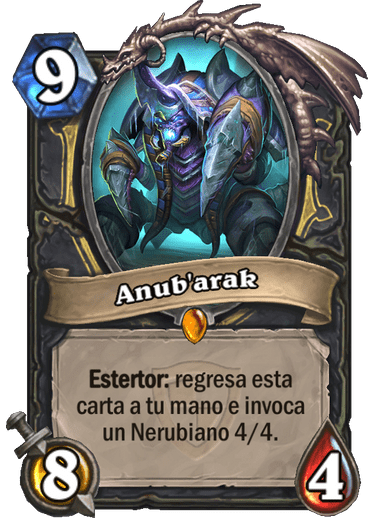 9
Anub'arak
Estertor: regresa esta
carta a tu mano e invoca
un Nerubiano 4/4.
8
4